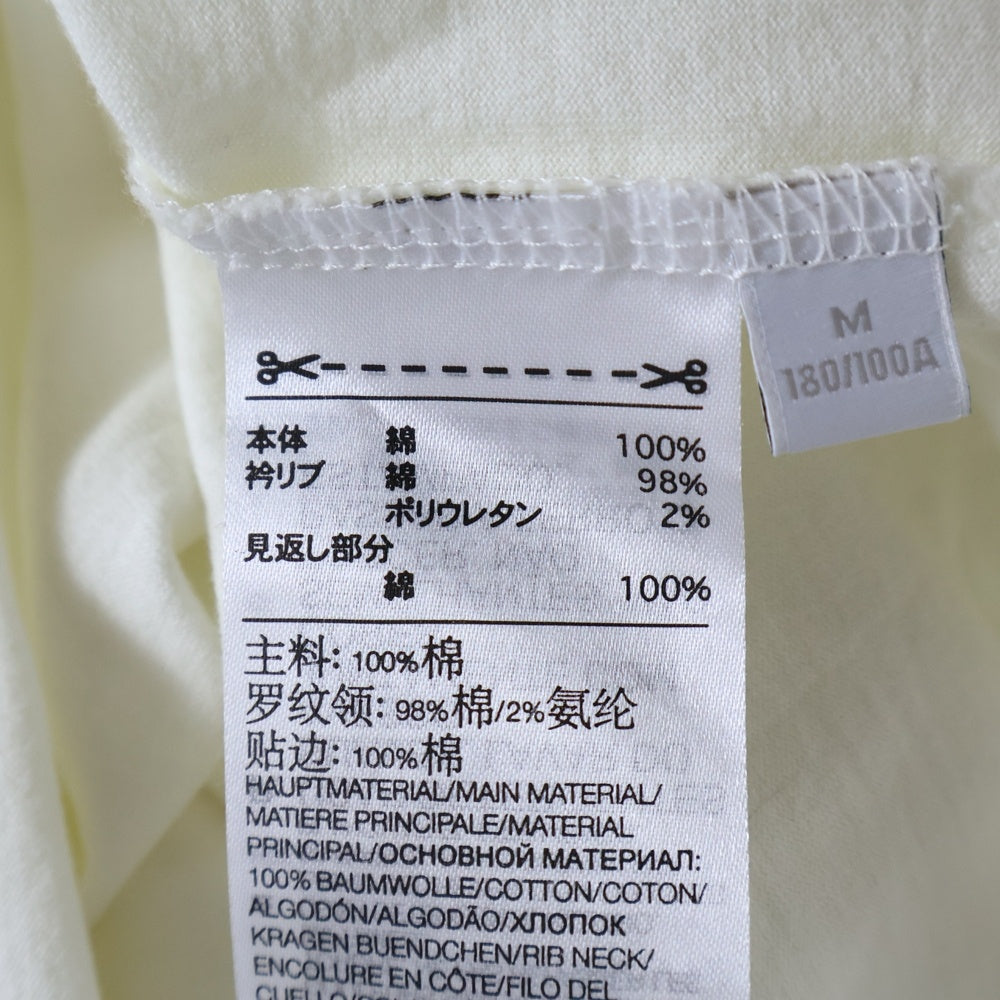 M
180/100A
本体 綿 100%
衿リブ 綿 98%
ポリウレタン 2%
見返し部分
綿 100%
主料: 100%棉
罗纹领: 98%棉/2%氨纶
贴边: 100%棉
HAUPTMATERIAL/MAIN MATERIAL/
MATIERE PRINCIPALE/MATERIAL
PRINCIPAL/ОСНОВНОЙ МАТЕРИАЛ:
100% BAUMWOLLE/COTTON/COTON/
ALGODÓN/ALGODÃO/ХЛОПОК
KRAGEN BUENDCHEN/RIB NECK/
ENCOLURE EN CÔTE/FILO DEL
CUELLO/